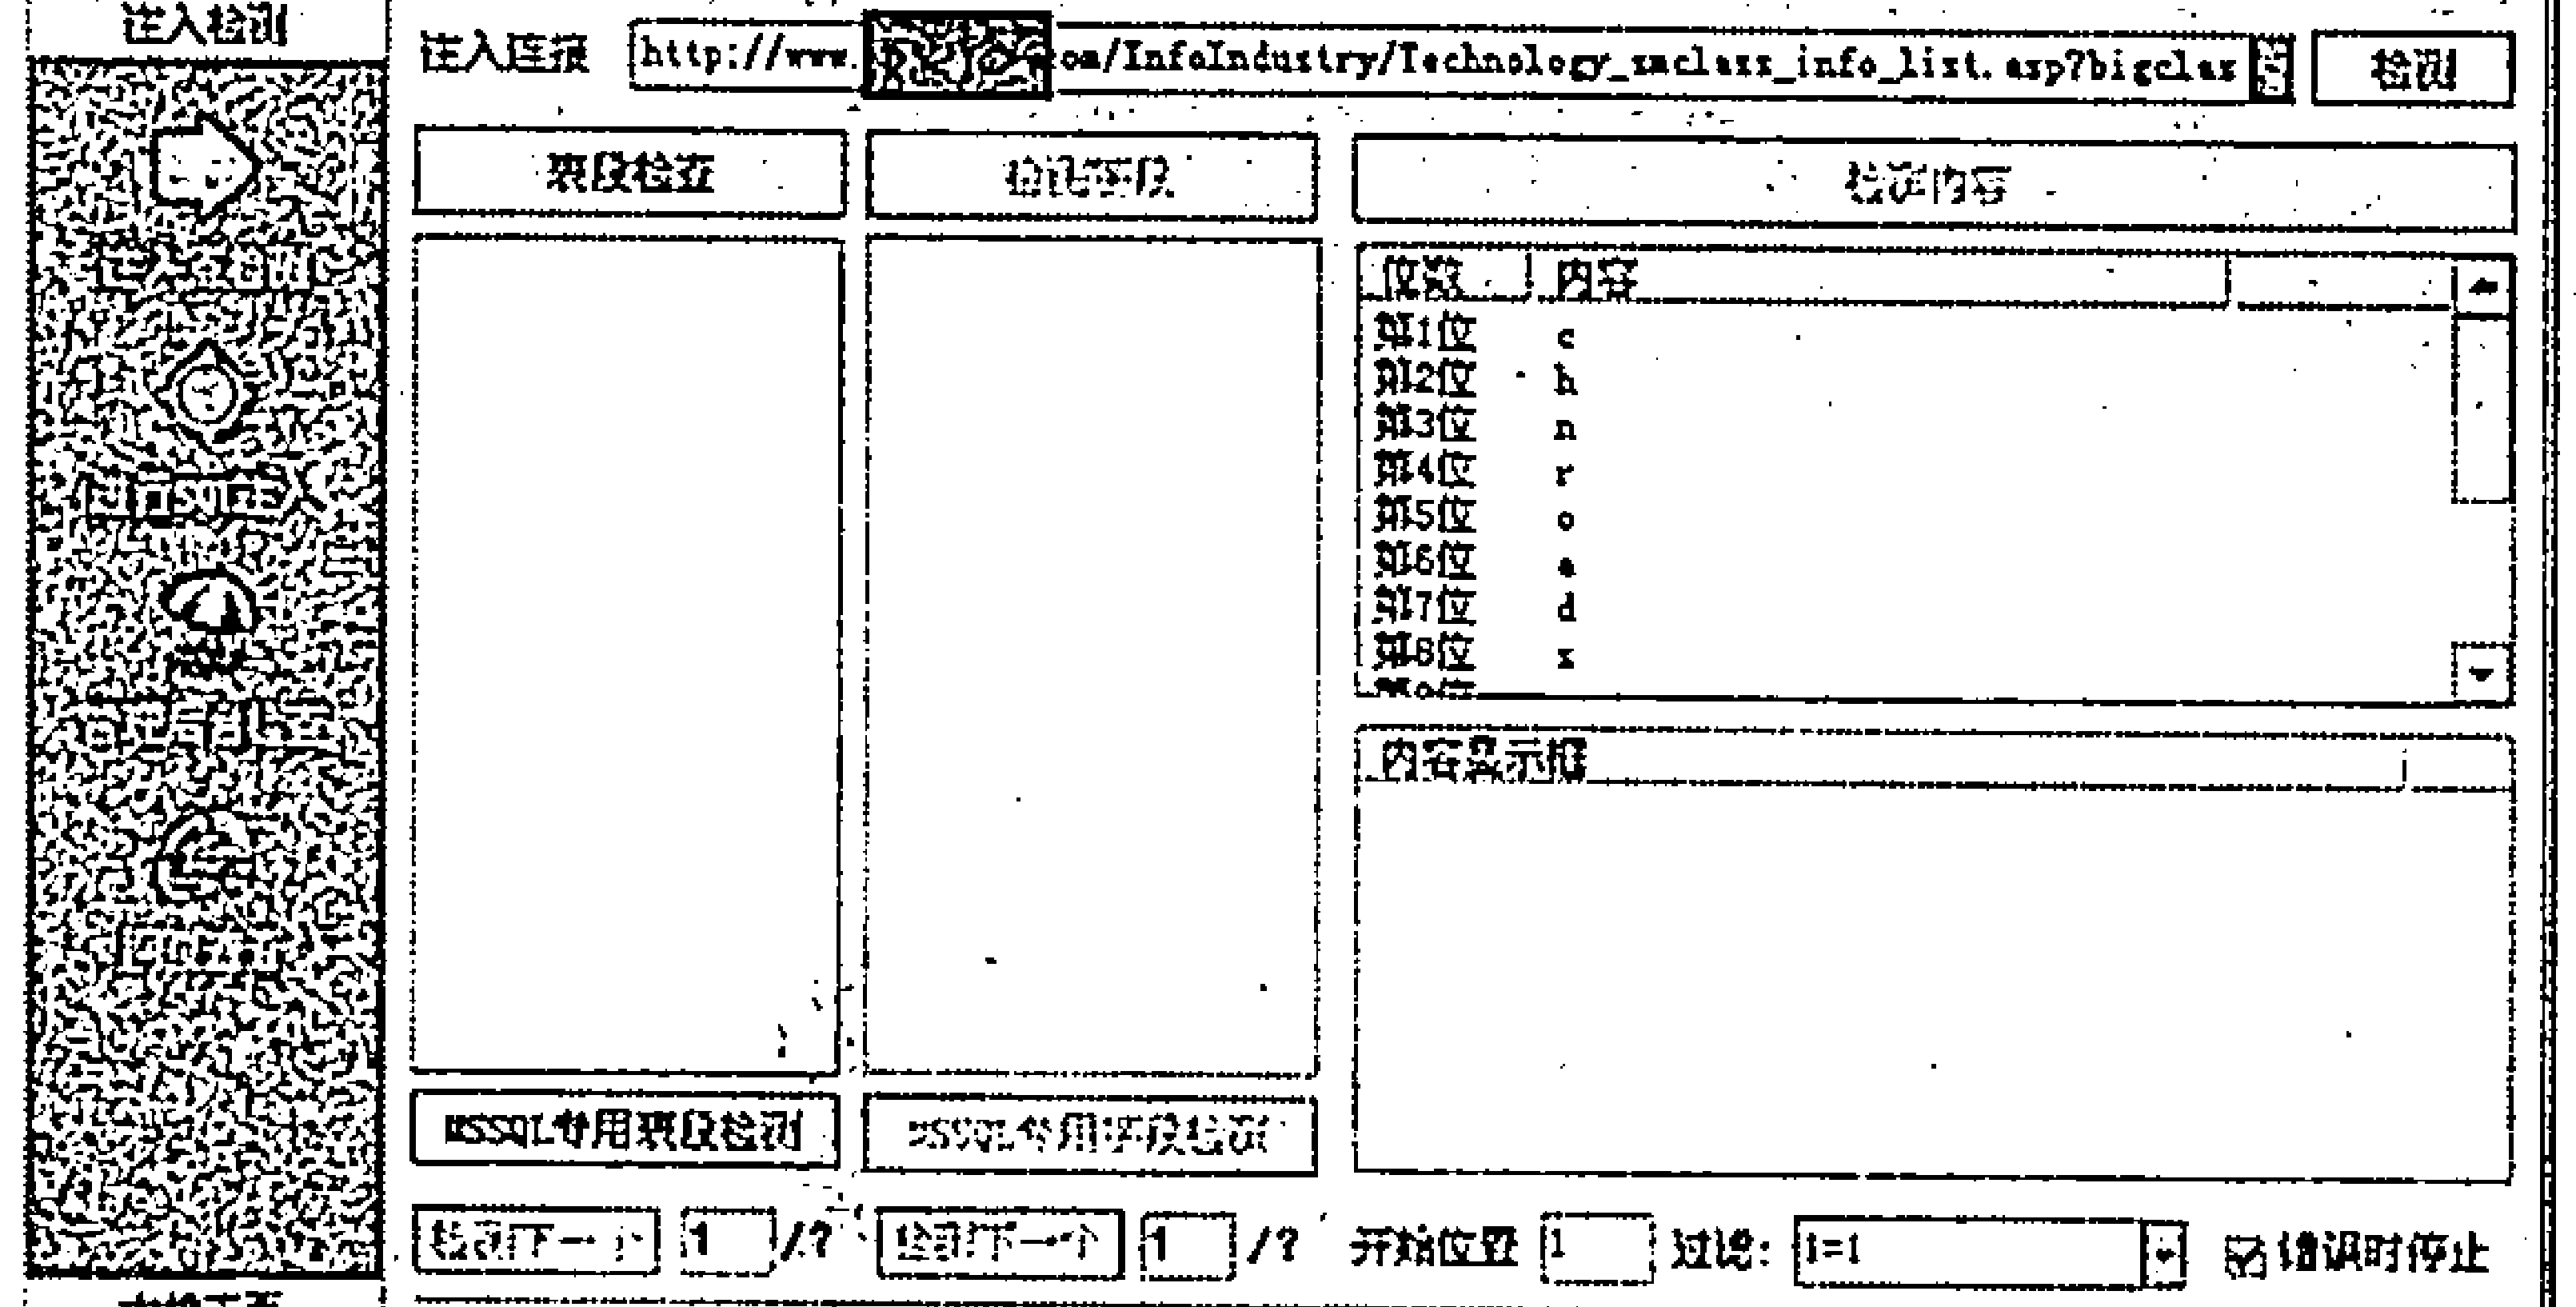 注入检测
注入连接 http://www. om/InfoIndustry/Technology_smclass_info_list.asp?bigclas 检测
表段检查 检测字段 检测内容
位数 内容
第1位 c
第2位 h
第3位 n
第4位 r
第5位 o
第6位 a
第7位 d
第8位 s
内容显示框
MSSQL专用表段检测 MSSQL专用字段检测
检测下一个 1 /? 检测下一个 1 /? 开始位置 1 过滤: 1=1 错误时停止